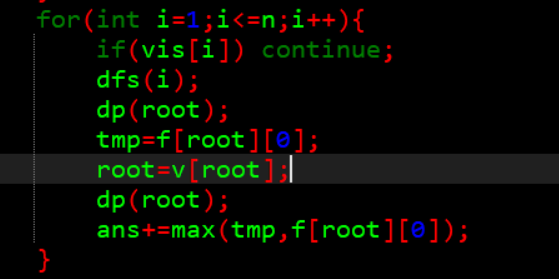 for(int i=1;i<=n;i++){
if(vis[i]) continue;
dfs(i);
dp(root);
tmp=f[root][0];
root=v[root];
dp(root);
ans+=max(tmp,f[root][0]);
}